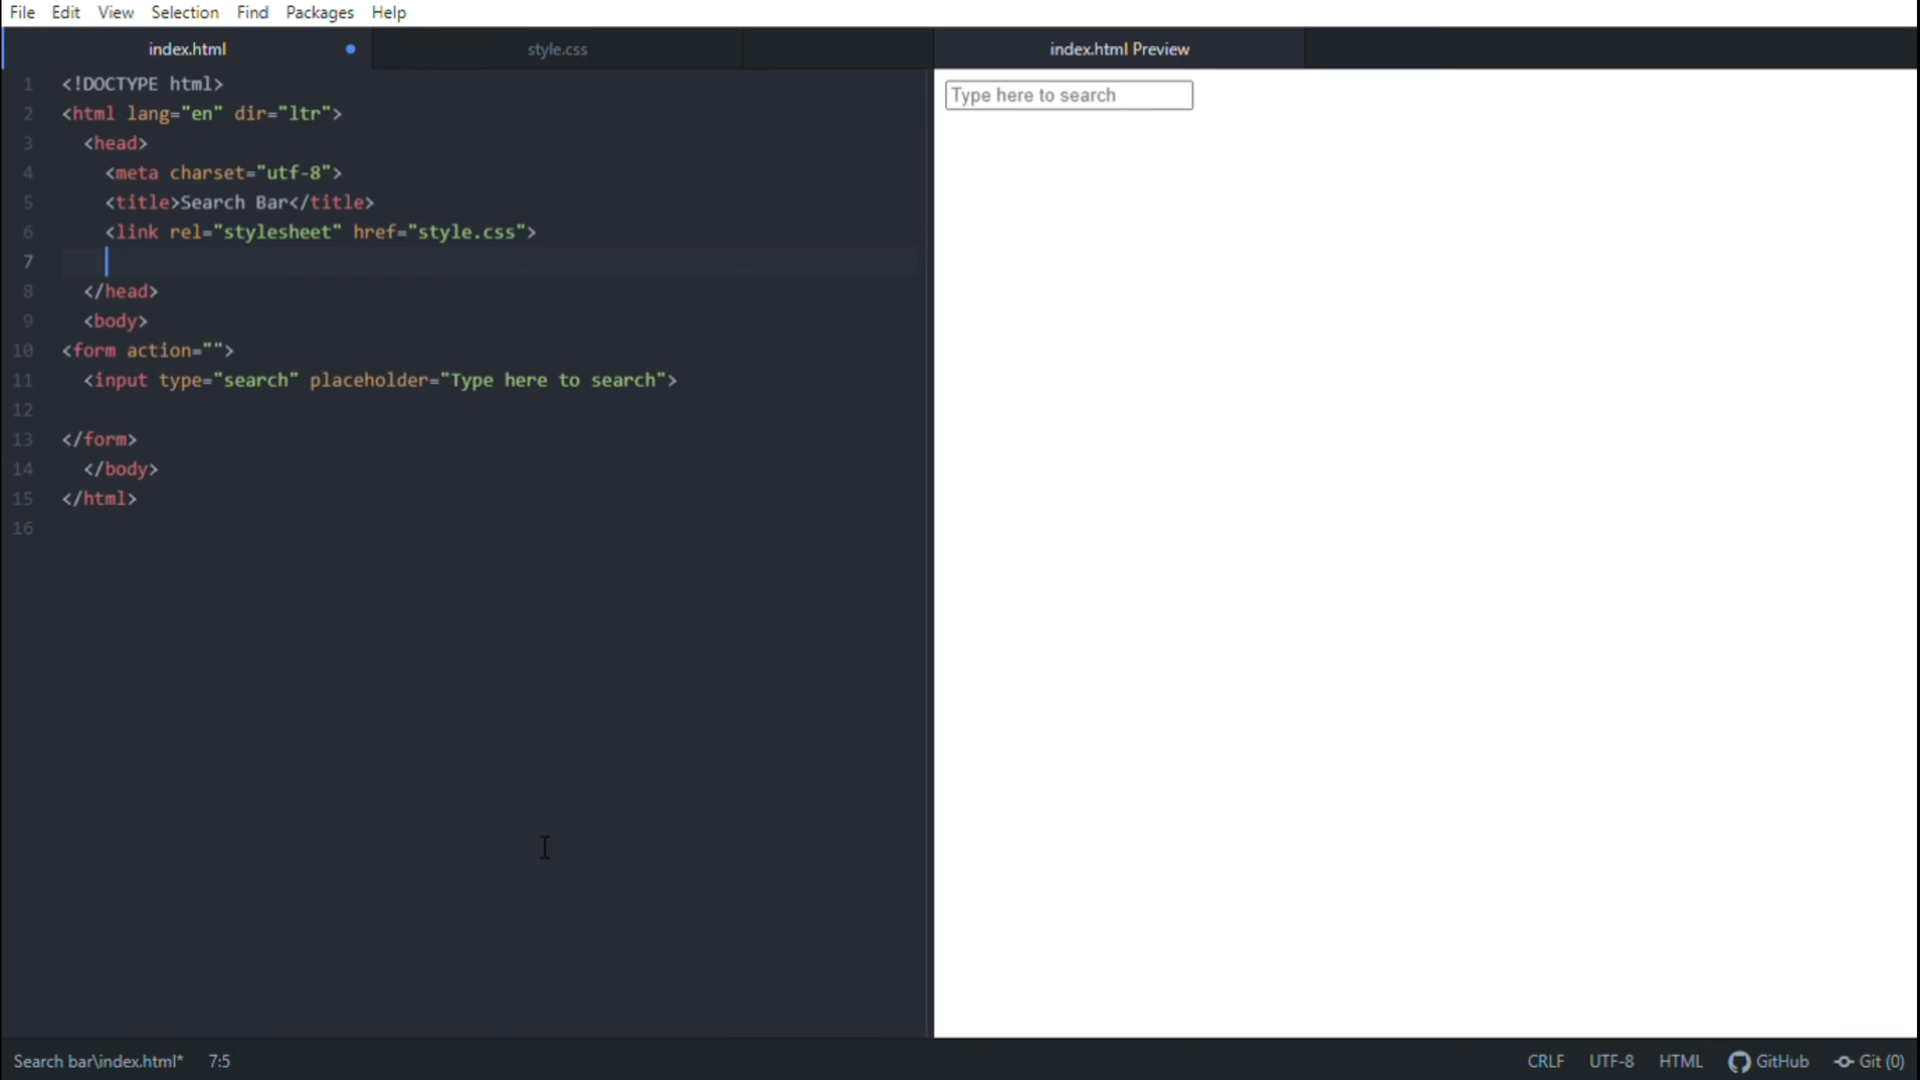 File Edit View Selection Find Packages Help
index.html style.css index.html Preview
1 <!DOCTYPE html>
2 <html lang="en" dir="ltr">
3 <head>
4 <meta charset="utf-8">
5 <title>Search Bar</title>
6 <link rel="stylesheet" href="style.css">
7
8 </head>
9 <body>
10 <form action="">
11 <input type="search" placeholder="Type here to search">
12
13 </form>
14 </body>
15 </html>
16
Type here to search
Search bar\index.html* 7:5 CRLF UTF-8 HTML GitHub Git (0)